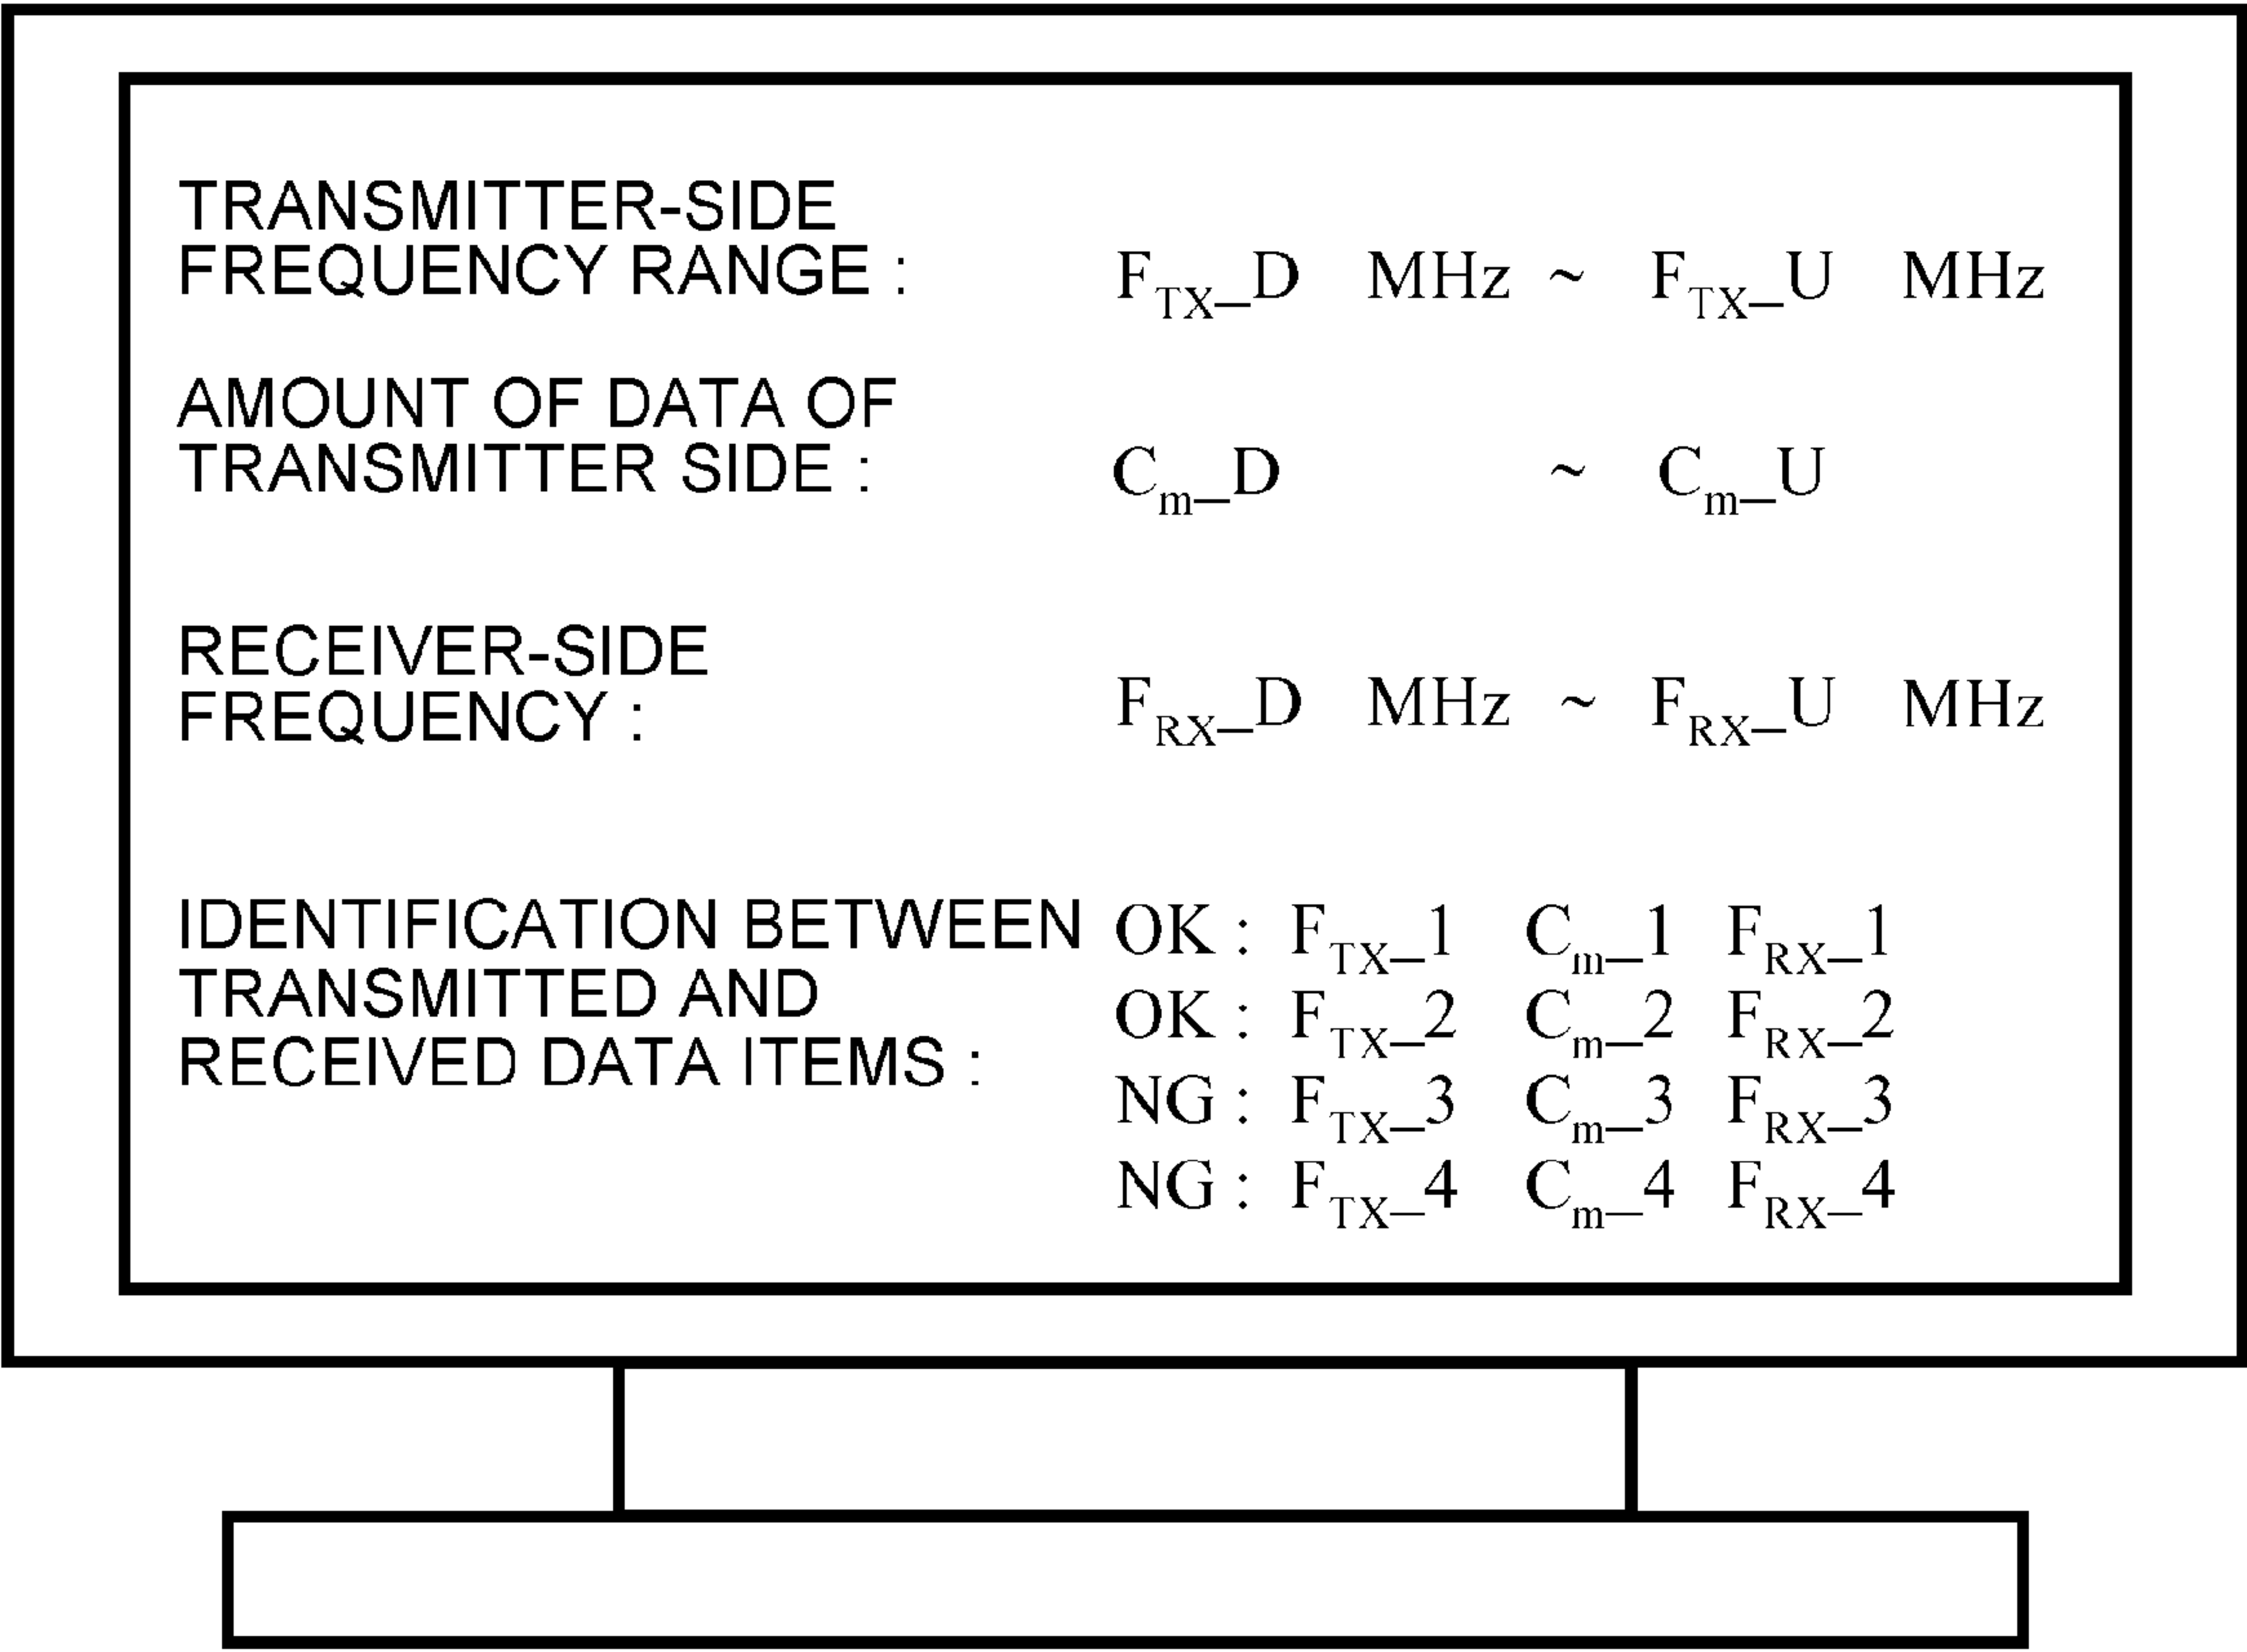 TRANSMITTER-SIDE
FREQUENCY RANGE : F_TX_D MHz ~ F_TX_U MHz
AMOUNT OF DATA OF
TRANSMITTER SIDE : C_m_D ~ C_m_U
RECEIVER-SIDE
FREQUENCY : F_RX_D MHz ~ F_RX_U MHz
IDENTIFICATION BETWEEN OK : F_TX_1 C_m_1 F_RX_1
TRANSMITTED AND OK : F_TX_2 C_m_2 F_RX_2
RECEIVED DATA ITEMS : NG : F_TX_3 C_m_3 F_RX_3
NG : F_TX_4 C_m_4 F_RX_4